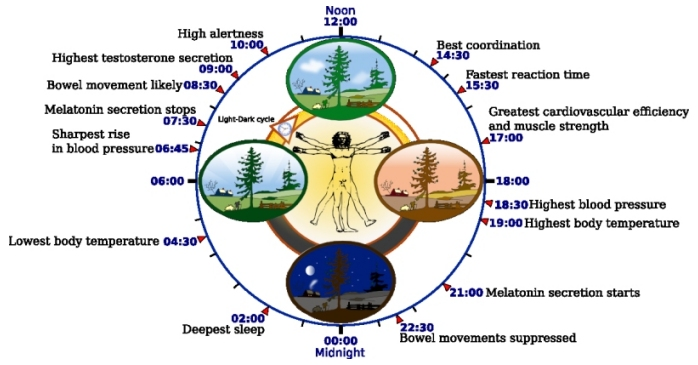 Noon
12:00
High alertness
10:00
Best coordination
14:30
Highest testosterone secretion
09:00
Fastest reaction time
15:30
Bowel movement likely 08:30
Melatonin secretion stops
07:30
Light-Dark cycle
Greatest cardiovascular efficiency
and muscle strength
17:00
Sharpest rise
in blood pressure 06:45
06:00
18:00
18:30 Highest blood pressure
19:00 Highest body temperature
Lowest body temperature 04:30
21:00 Melatonin secretion starts
02:00
Deepest sleep
22:30
Bowel movements suppressed
00:00
Midnight